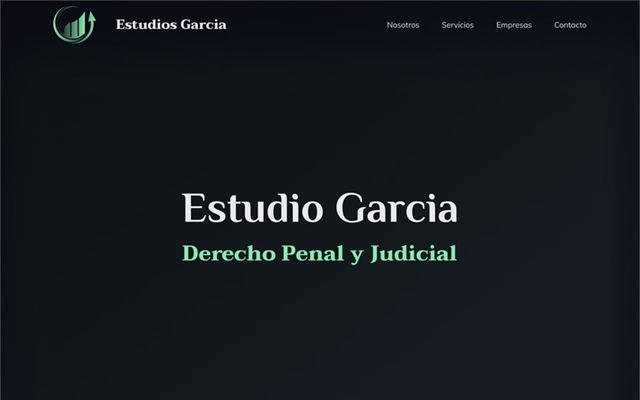 Estudios Garcia
Nosotros
Servicios
Empresas
Contacto
Estudio Garcia
Derecho Penal y Judicial